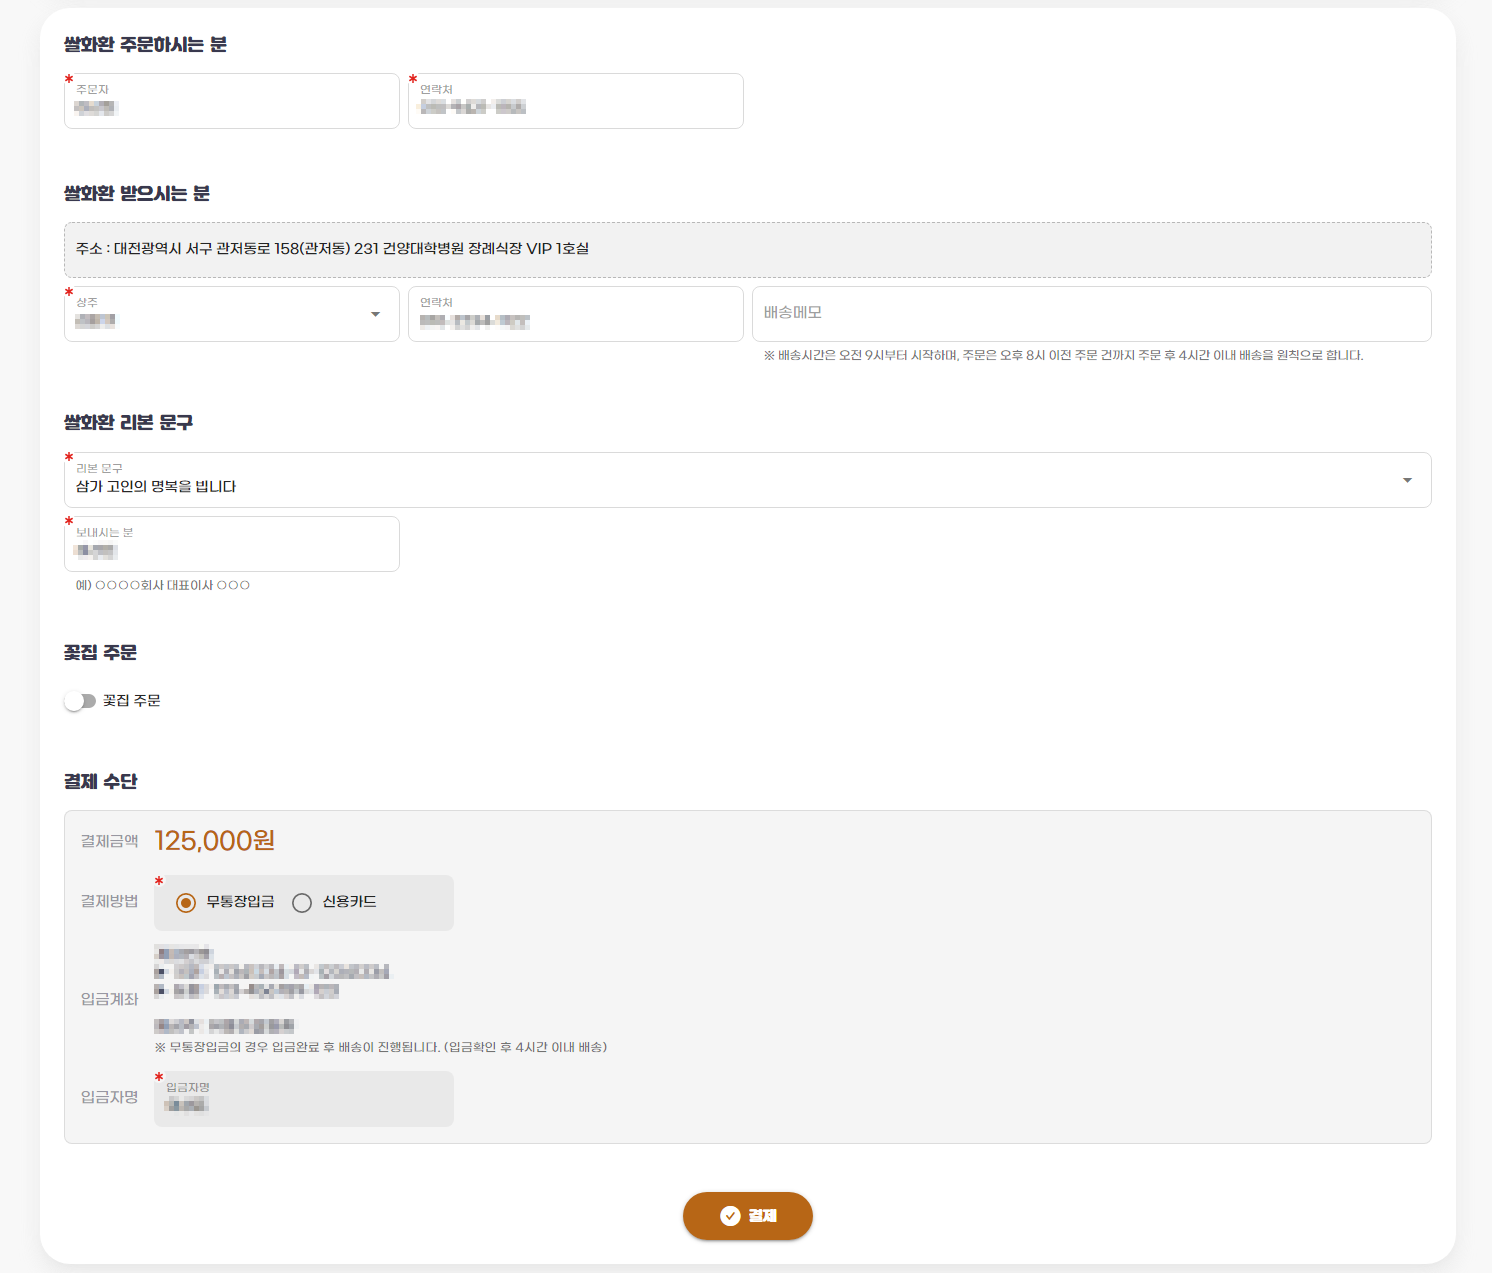 쌀화환 주문하시는 분
* 주문자
* 연락처
쌀화환 받으시는 분
주소 : 대전광역시 서구 관저동로 158(관저동) 231 건양대학병원 장례식장 VIP 1호실
* 상주
연락처
배송메모
※ 배송시간은 오전 9시부터 시작하며, 주문은 오후 8시 이전 주문 건까지 주문 후 4시간 이내 배송을 원칙으로 합니다.
쌀화환 리본 문구
* 리본 문구
삼가 고인의 명복을 빕니다
* 보내시는 분
예) ○○○○회사 대표이사 ○○○
꽃집 주문
꽃집 주문
결제 수단
결제금액 125,000원
결제방법 * 무통장입금 신용카드
입금계좌
※ 무통장입금의 경우 입금완료 후 배송이 진행됩니다. (입금확인 후 4시간 이내 배송)
입금자명 * 입금자명
결제